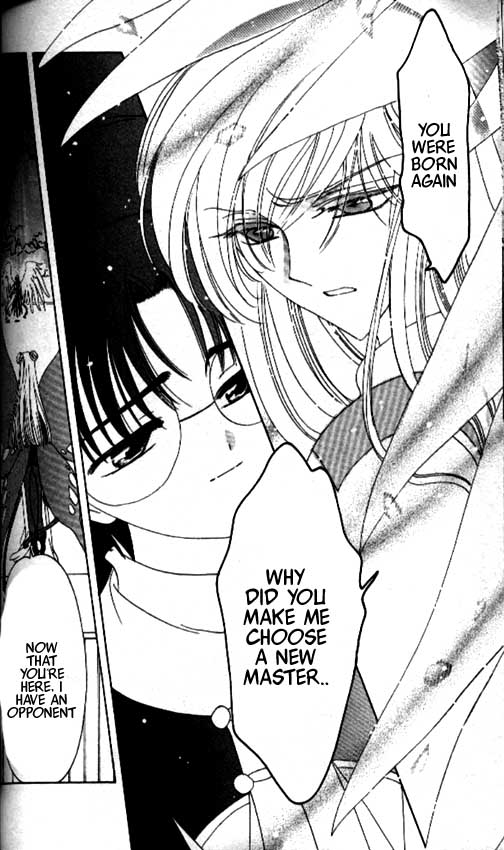 YOU
WERE
BORN
AGAIN
WHY
DID YOU
MAKE ME
CHOOSE
A NEW
MASTER..
NOW
THAT
YOU'RE
HERE. I
HAVE AN
OPPONENT